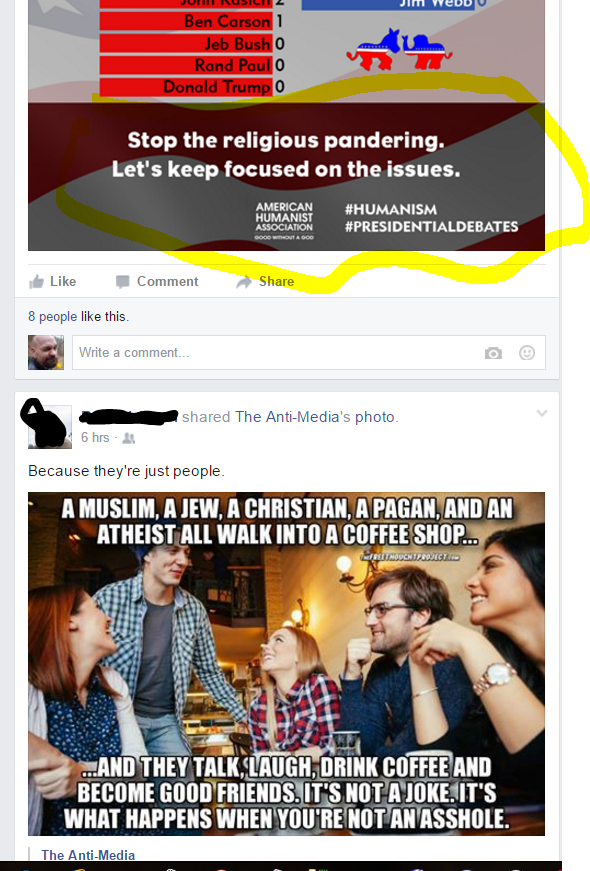 John Kasich 2
Jim Webb 0
Ben Carson 1
Jeb Bush 0
Rand Paul 0
Donald Trump 0
Stop the religious pandering.
Let's keep focused on the issues.
AMERICAN
HUMANIST
ASSOCIATION
GOOD WITHOUT A GOD
#HUMANISM
#PRESIDENTIALDEBATES
Like Comment Share
8 people like this.
Write a comment...
shared The Anti-Media's photo.
6 hrs ·
Because they're just people.
A MUSLIM, A JEW, A CHRISTIAN, A PAGAN, AND AN
ATHEIST ALL WALK INTO A COFFEE SHOP...
THEFREETHOUGHTPROJECT.COM
...AND THEY TALK, LAUGH, DRINK COFFEE AND
BECOME GOOD FRIENDS. IT'S NOT A JOKE. IT'S
WHAT HAPPENS WHEN YOU'RE NOT AN ASSHOLE.
The Anti-Media